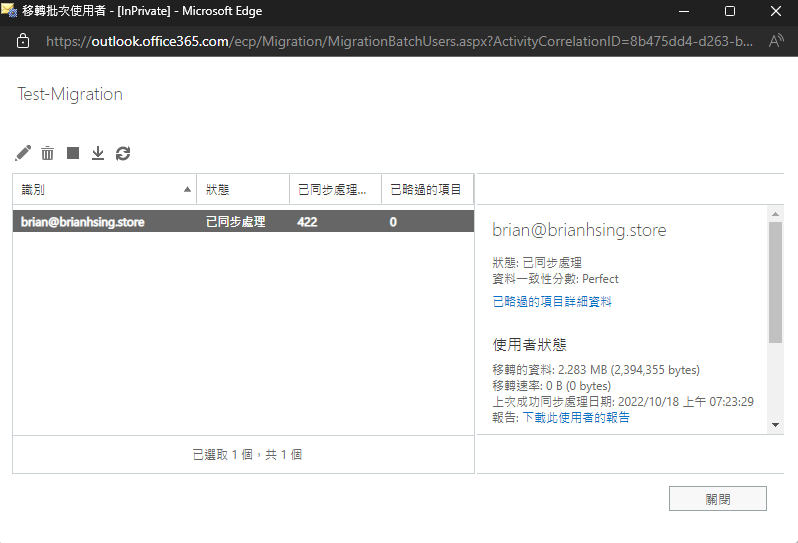 移轉批次使用者 - [InPrivate] - Microsoft Edge
https://outlook.office365.com/ecp/Migration/MigrationBatchUsers.aspx?ActivityCorrelationID=8b475dd4-d263-b...
Test-Migration
識別
狀態
已同步處理...
已略過的項目
brian@brianhsing.store
已同步處理
422
0
已選取 1 個，共 1 個
brian@brianhsing.store
狀態: 已同步處理
資料一致性分數: Perfect
已略過的項目詳細資料
使用者狀態
移轉的資料: 2.283 MB (2,394,355 bytes)
移轉速率: 0 B (0 bytes)
上次成功同步處理日期: 2022/10/18 上午 07:23:29
報告: 下載此使用者的報告
關閉